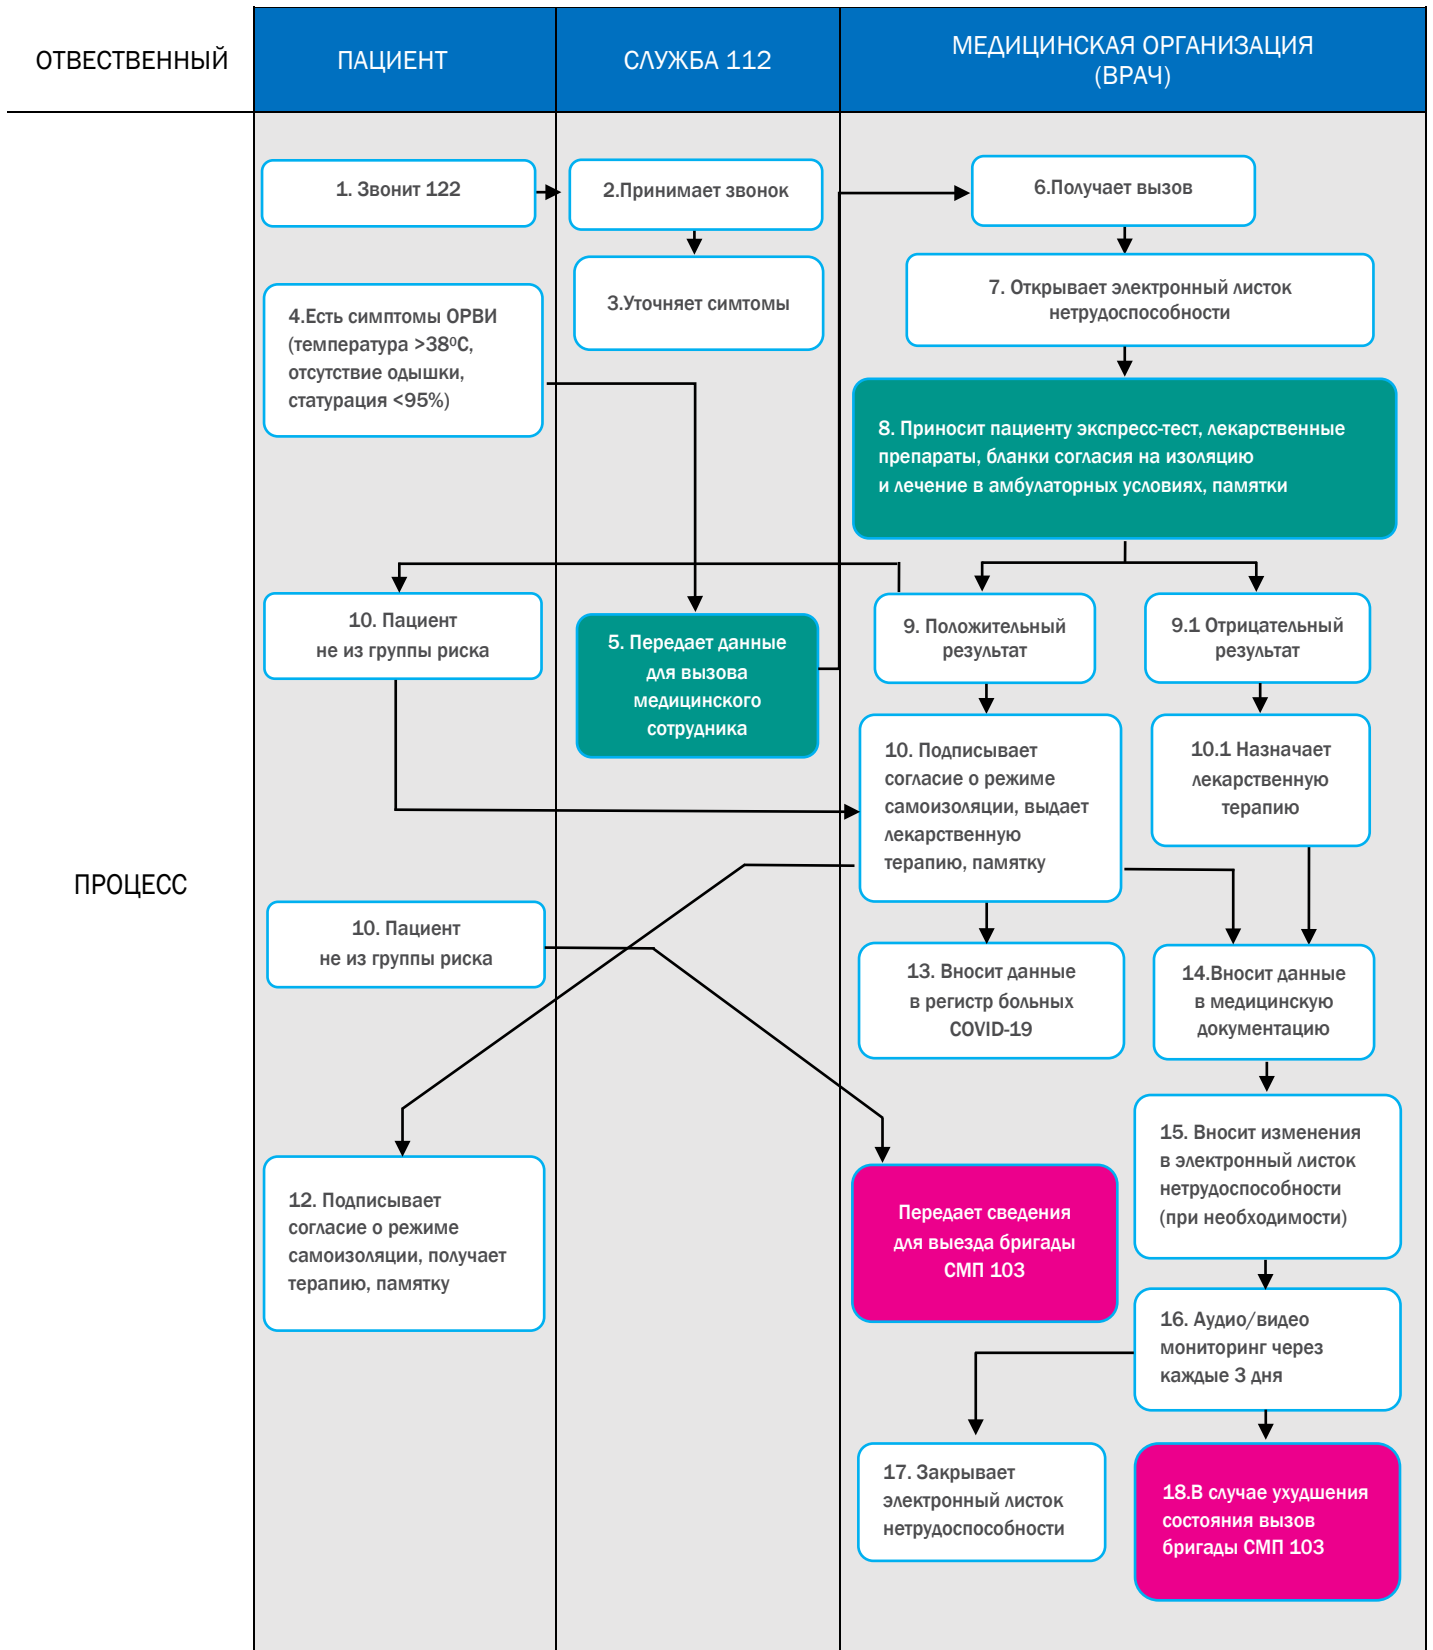 ОТВЕСТВЕННЫЙ
ПАЦИЕНТ
СЛУЖБА 112
МЕДИЦИНСКАЯ ОРГАНИЗАЦИЯ
(ВРАЧ)
ПРОЦЕСС
1. Звонит 122
2.Принимает звонок
6.Получает вызов
3.Уточняет симтомы
7. Открывает электронный листок
нетрудоспособности
4.Есть симптомы ОРВИ
(температура >38⁰С,
отсутствие одышки,
статурация <95%)
8. Приносит пациенту экспресс-тест, лекарственные
препараты, бланки согласия на изоляцию
и лечение в амбулаторных условиях, памятки
10. Пациент
не из группы риска
5. Передает данные
для вызова
медицинского
сотрудника
9. Положительный
результат
9.1 Отрицательный
результат
10. Подписывает
согласие о режиме
самоизоляции, выдает
лекарственную
терапию, памятку
10.1 Назначает
лекарственную
терапию
10. Пациент
не из группы риска
13. Вносит данные
в регистр больных
COVID-19
14.Вносит данные
в медицинскую
документацию
12. Подписывает
согласие о режиме
самоизоляции, получает
терапию, памятку
Передает сведения
для выезда бригады
СМП 103
15. Вносит изменения
в электронный листок
нетрудоспособности
(при необходимости)
16. Аудио/видео
мониторинг через
каждые 3 дня
17. Закрывает
электронный листок
нетрудоспособности
18.В случае ухудшения
состояния вызов
бригады СМП 103